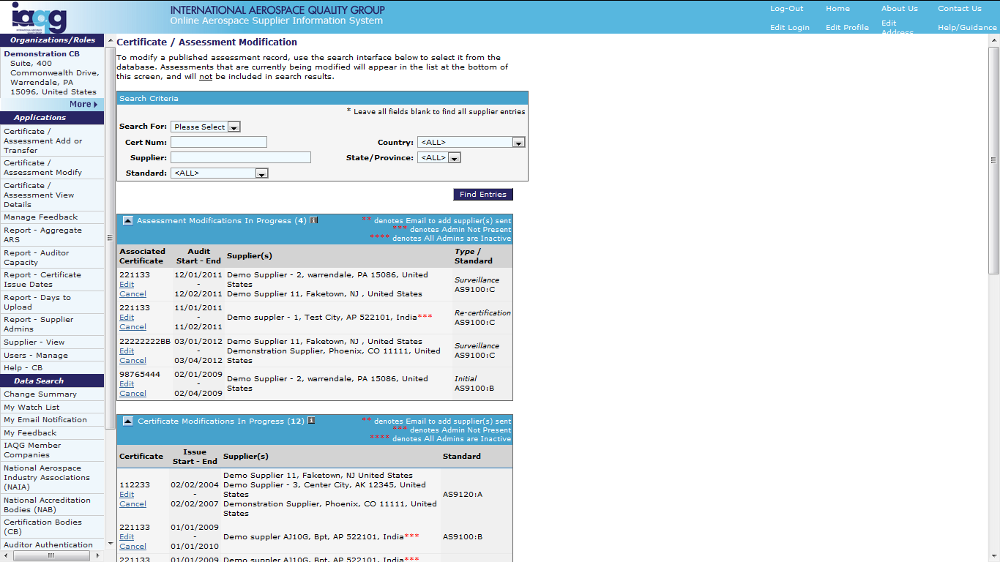 iaqg
INTERNATIONAL AEROSPACE QUALITY GROUP
Online Aerospace Supplier Information System
Log-Out Home About Us Contact Us
Edit Login Edit Profile Edit Address Help/Guidance
Organizations/Roles
Demonstration CB
Suite, 400
Commonwealth Drive,
Warrendale, PA
15096, United States
More
Applications
Certificate /
Assessment Add or
Transfer
Certificate /
Assessment Modify
Certificate /
Assessment View
Details
Manage Feedback
Report - Aggregate
ARS
Report - Auditor
Capacity
Report - Certificate
Issue Dates
Report - Days to
Upload
Report - Supplier
Admins
Supplier - View
Users - Manage
Help - CB
Data Search
Change Summary
My Watch List
My Email Notification
My Feedback
IAQG Member
Companies
National Aerospace
Industry Associations
(NAIA)
National Accreditation
Bodies (NAB)
Certification Bodies
(CB)
Auditor Authentication
Certificate / Assessment Modification
To modify a published assessment record, use the search interface below to select it from the
database. Assessments that are currently being modified will appear in the list at the bottom of
this screen, and will not be included in search results.
Search Criteria
* Leave all fields blank to find all supplier entries
Search For: Please Select
Cert Num: Country: <ALL>
Supplier: State/Province: <ALL>
Standard: <ALL>
Find Entries
Assessment Modifications In Progress (4) ** denotes Email to add supplier(s) sent
*** denotes Admin Not Present
**** denotes All Admins are Inactive
Associated Certificate Audit Start - End Supplier(s) Type / Standard
221133 12/01/2011 Demo Supplier - 2, warrendale, PA 15086, United
Edit - States Surveillance
Cancel 12/02/2011 Demo Supplier 11, Faketown, NJ , United States AS9100:C
221133 11/01/2011
Edit - Demo suppler - 1, Test City, AP 522101, India*** Re-certification
Cancel 11/02/2011 AS9100:C
22222222BB 03/01/2012 Demo Supplier 11, Faketown, NJ , United States Surveillance
Edit - Demonstration Supplier, Phoenix, CO 11111, United AS9100:C
Cancel 03/04/2012 States
98765444 02/01/2009 Demo Supplier - 2, warrendale, PA 15086, United Initial
Edit - States AS9100:B
Cancel 02/04/2009
Certificate Modifications In Progress (12) ** denotes Email to add supplier(s) sent
*** denotes Admin Not Present
**** denotes All Admins are Inactive
Certificate Issue Start - End Supplier(s) Standard
Demo Supplier 11, Faketown, NJ United States
112233 02/02/2004 Demo Supplier - 3, Center City, AK 12345, United
Edit - States AS9120:A
Cancel 02/02/2007 Demonstration Supplier, Phoenix, CO 11111, United
States
221133 01/01/2009
Edit - Demo suppler AJ10G, Bpt, AP 522101, India*** AS9100:B
Cancel 01/01/2010
221133 01/01/2009 Demo suppler AJ10G, Bpt, AP 522101, India***